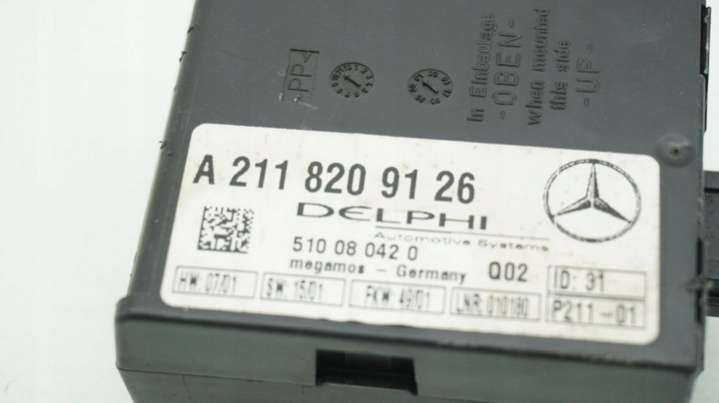 >PP<
in Einbaulage
-OBEN-
when mounted
this side
-UP-
A 211 820 91 26
DELPHI
Automotive Systems
510 08 042 0
megamos - Germany Q02
HW: 07/01 SW: 15/01 FKW: 49/01 LNR: 010180
ID: 31
P211-01